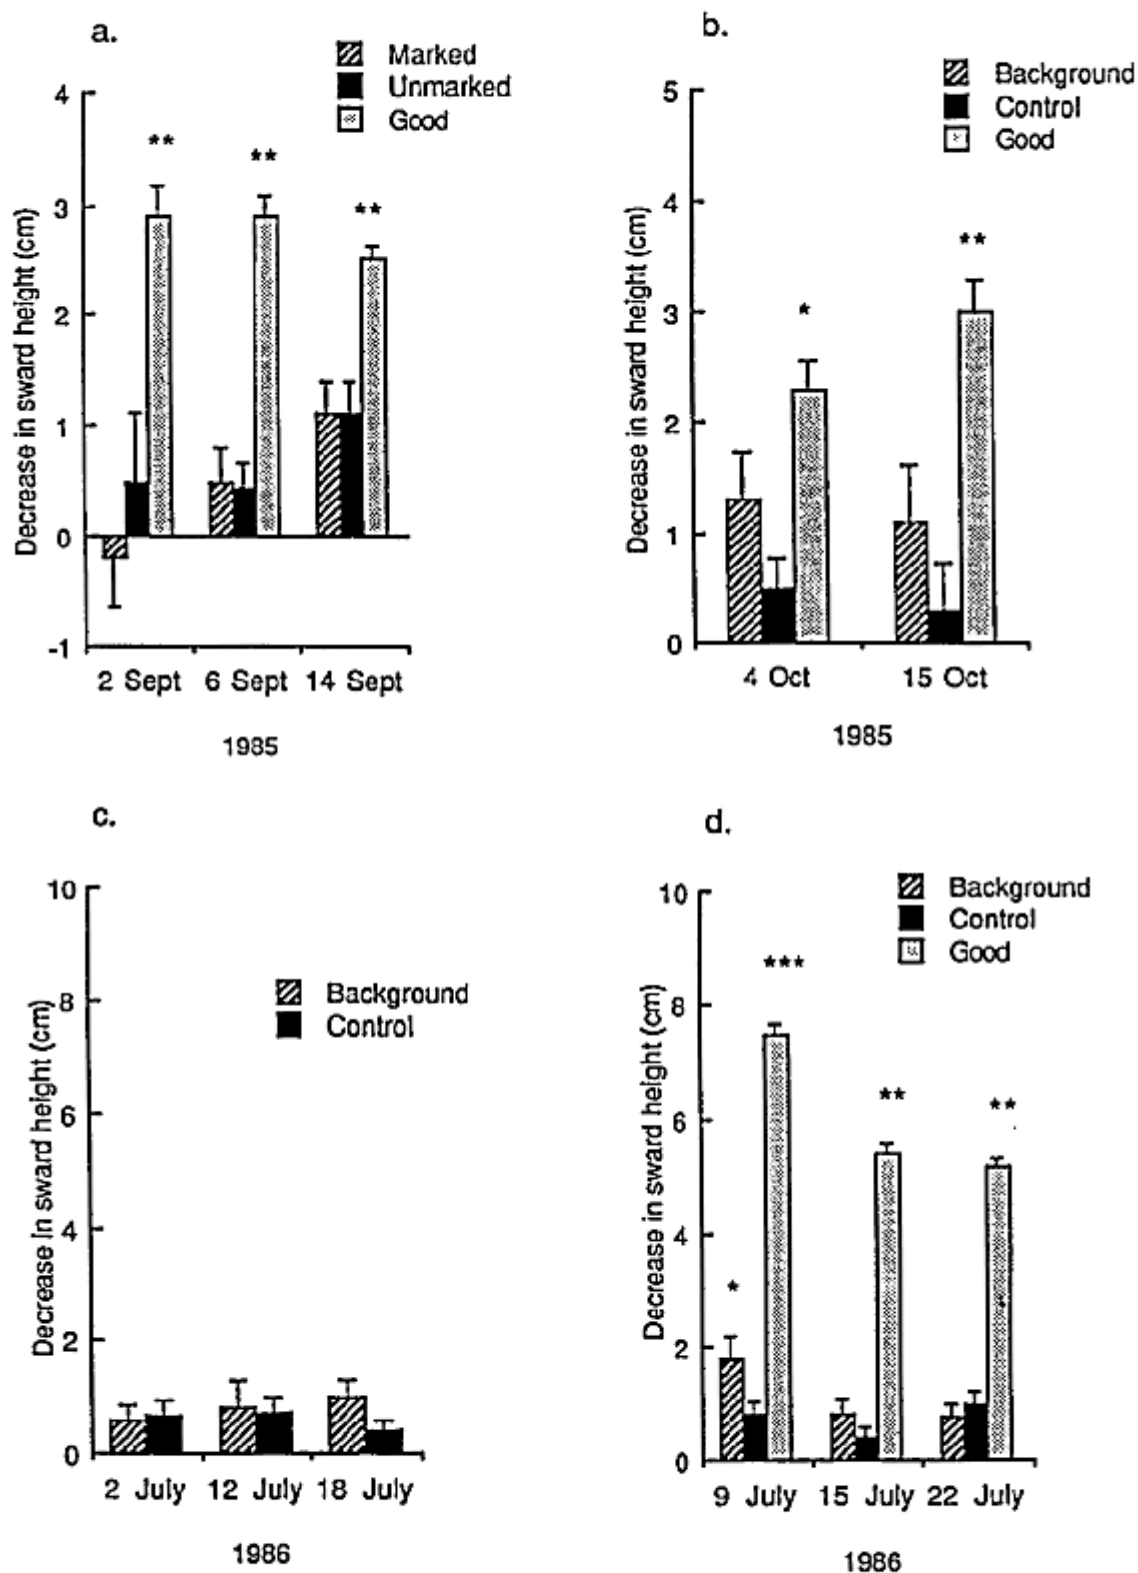 a.
Marked
Unmarked
Good
Decrease in sward height (cm)
4
3
2
1
0
-1
** ** **
2 Sept 6 Sept 14 Sept
1985
b.
Background
Control
Good
Decrease in sward height (cm)
5
4
3
2
1
0
* **
4 Oct 15 Oct
1985
c.
Background
Control
Decrease in sward height (cm)
10
8
6
4
2
0
2 July 12 July 18 July
1986
d.
Background
Control
Good
Decrease in sward height (cm)
10
8
6
4
2
0
* *** ** **
9 July 15 July 22 July
1986